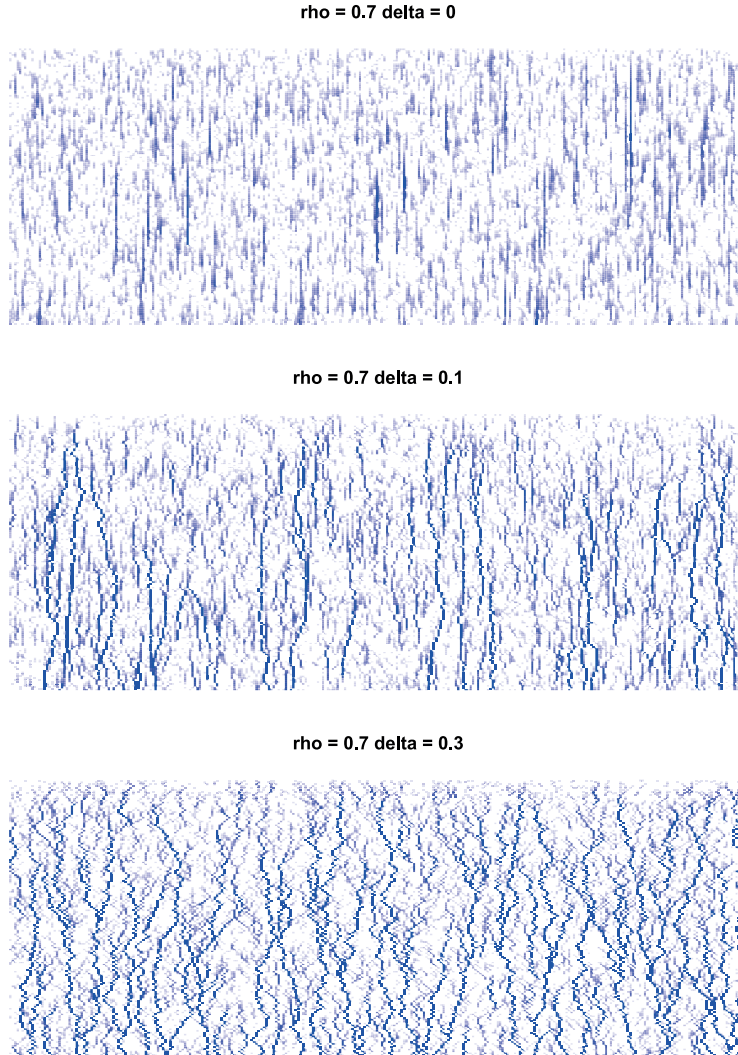 rho = 0.7 delta = 0
rho = 0.7 delta = 0.1
rho = 0.7 delta = 0.3